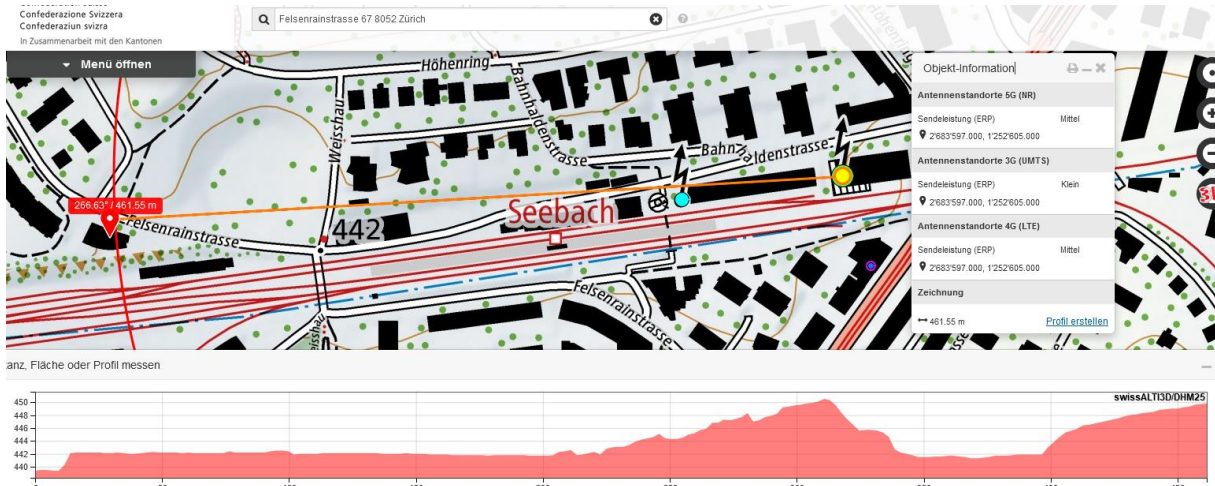 Confederazione Svizzera
Confederaziun svizra
In Zusammenarbeit mit den Kantonen
Felsenrainstrasse 67 8052 Zürich
Menü öffnen
Höhenring
Höhenring
Bahnhaldenstrasse
Weisshau
Bahnhaldenstrasse
266.63° / 461.55 m
Felsenrainstrasse
442
Seebach
Felsenrainstrasse
Objekt-Information
Antennenstandorte 5G (NR)
Sendeleistung (ERP) Mittel
2'683'597.000, 1'252'605.000
Antennenstandorte 3G (UMTS)
Sendeleistung (ERP) Klein
2'683'597.000, 1'252'605.000
Antennenstandorte 4G (LTE)
Sendeleistung (ERP) Mittel
2'683'597.000, 1'252'605.000
Zeichnung
461.55 m Profil erstellen
anz, Fläche oder Profil messen
swissALTI3D/DHM25
450
448
446
444
442
440